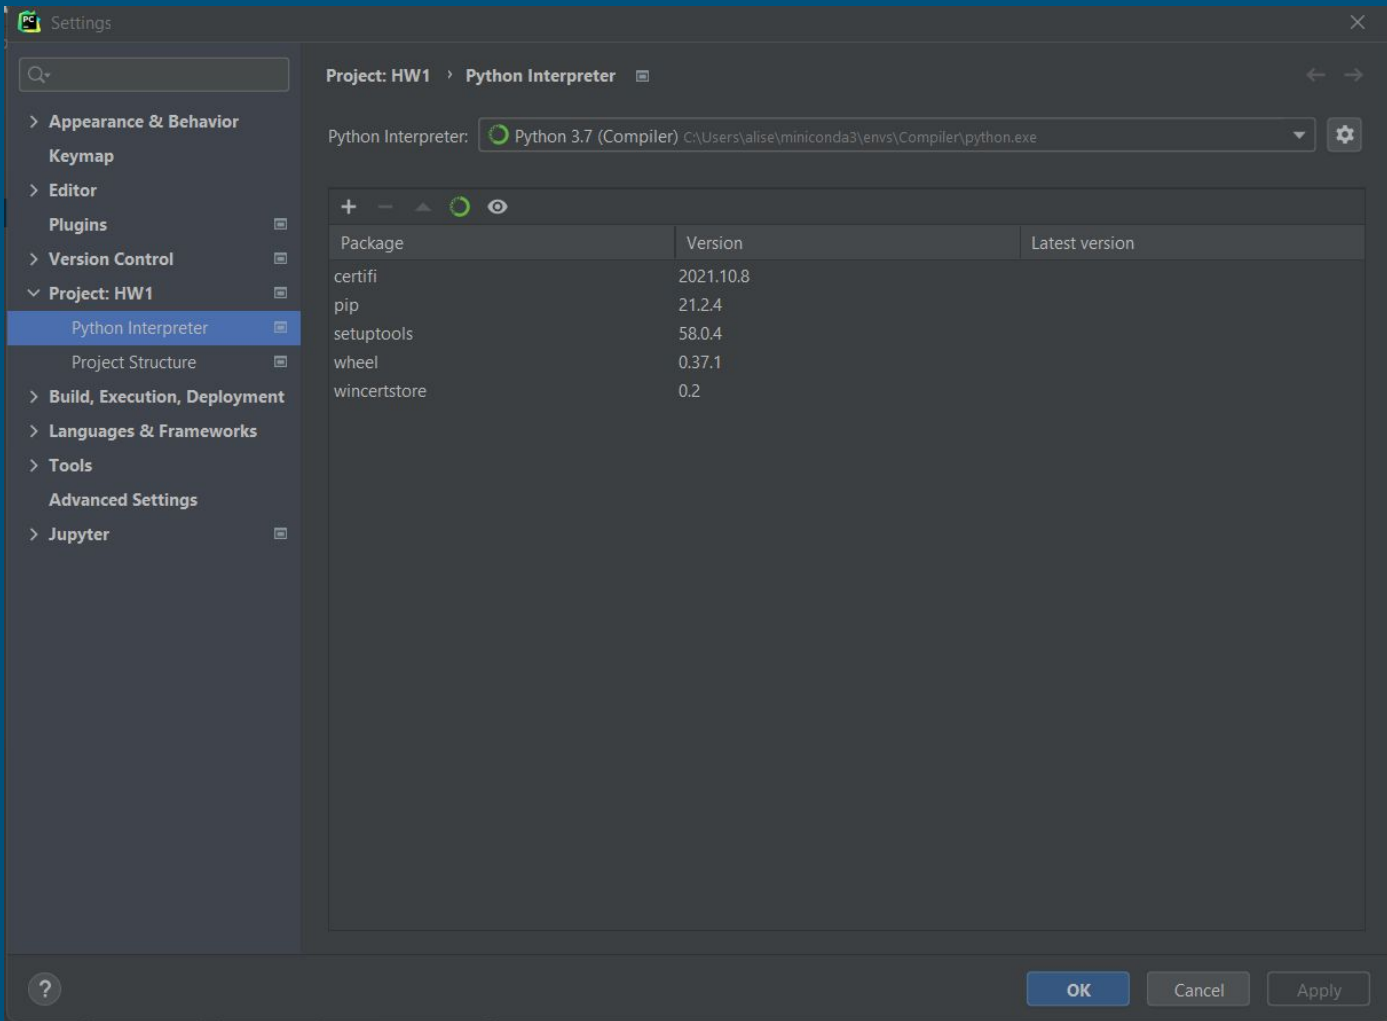 PC Settings
Project: HW1 › Python Interpreter
Appearance & Behavior
Keymap
Editor
Plugins
Version Control
Project: HW1
Python Interpreter
Project Structure
Build, Execution, Deployment
Languages & Frameworks
Tools
Advanced Settings
Jupyter
Python Interpreter: Python 3.7 (Compiler) C:\Users\alise\miniconda3\envs\Compiler\python.exe
Package Version Latest version
certifi 2021.10.8
pip 21.2.4
setuptools 58.0.4
wheel 0.37.1
wincertstore 0.2
? OK Cancel Apply